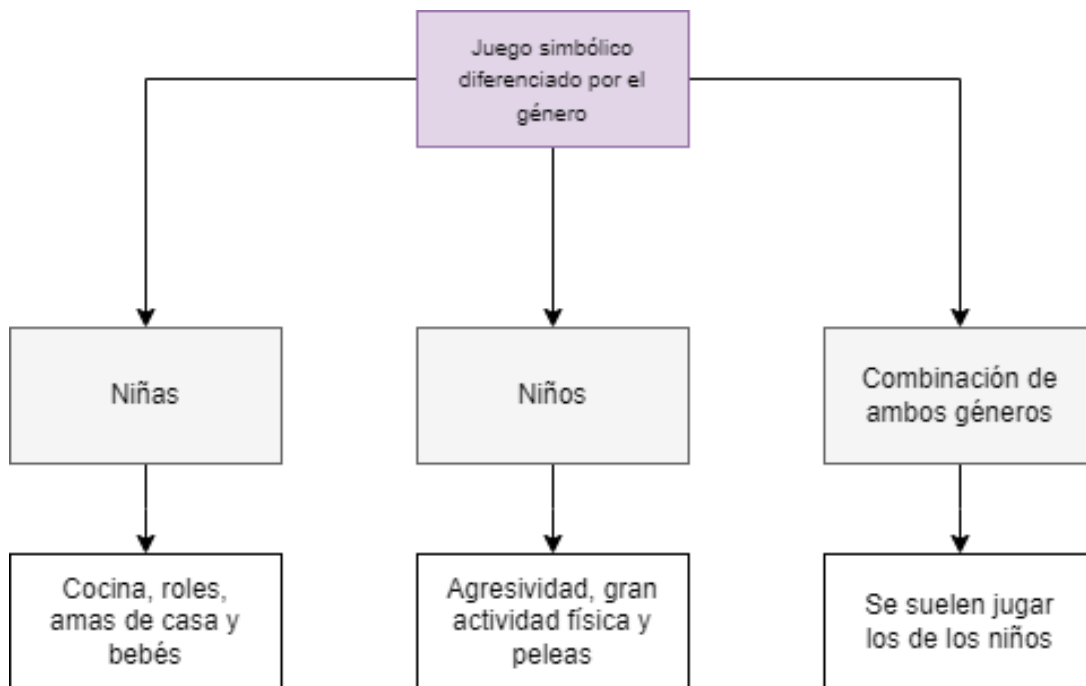 Juego simbólico
diferenciado por el
género
Niñas
Niños
Combinación de
ambos géneros
Cocina, roles,
amas de casa y
bebés
Agresividad, gran
actividad física y
peleas
Se suelen jugar
los de los niños